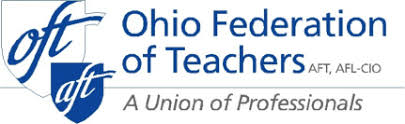 oft
aft
Ohio Federation
of Teachers AFT, AFL-CIO
A Union of Professionals